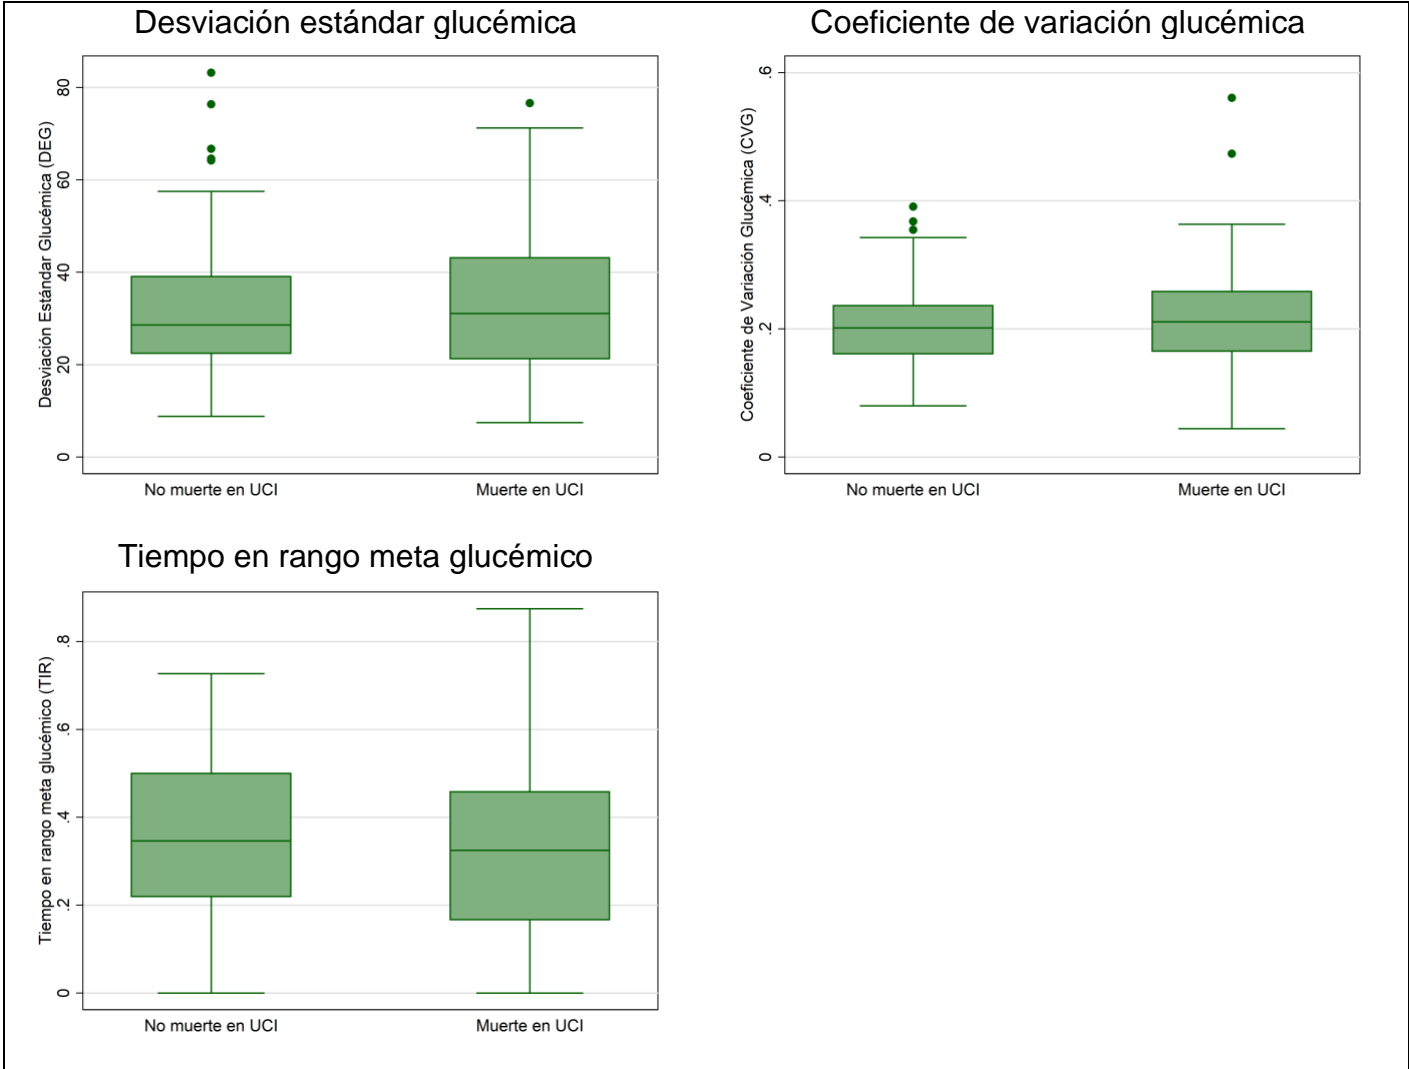 Desviación estándar glucémica
Desviación Estándar Glucémica (DEG)
80
60
40
20
0
No muerte en UCI
Muerte en UCI
Coeficiente de variación glucémica
Coeficiente de Variación Glucémica (CVG)
.6
.4
.2
0
No muerte en UCI
Muerte en UCI
Tiempo en rango meta glucémico
Tiempo en rango meta glucémico (TIR)
.8
.6
.4
.2
0
No muerte en UCI
Muerte en UCI